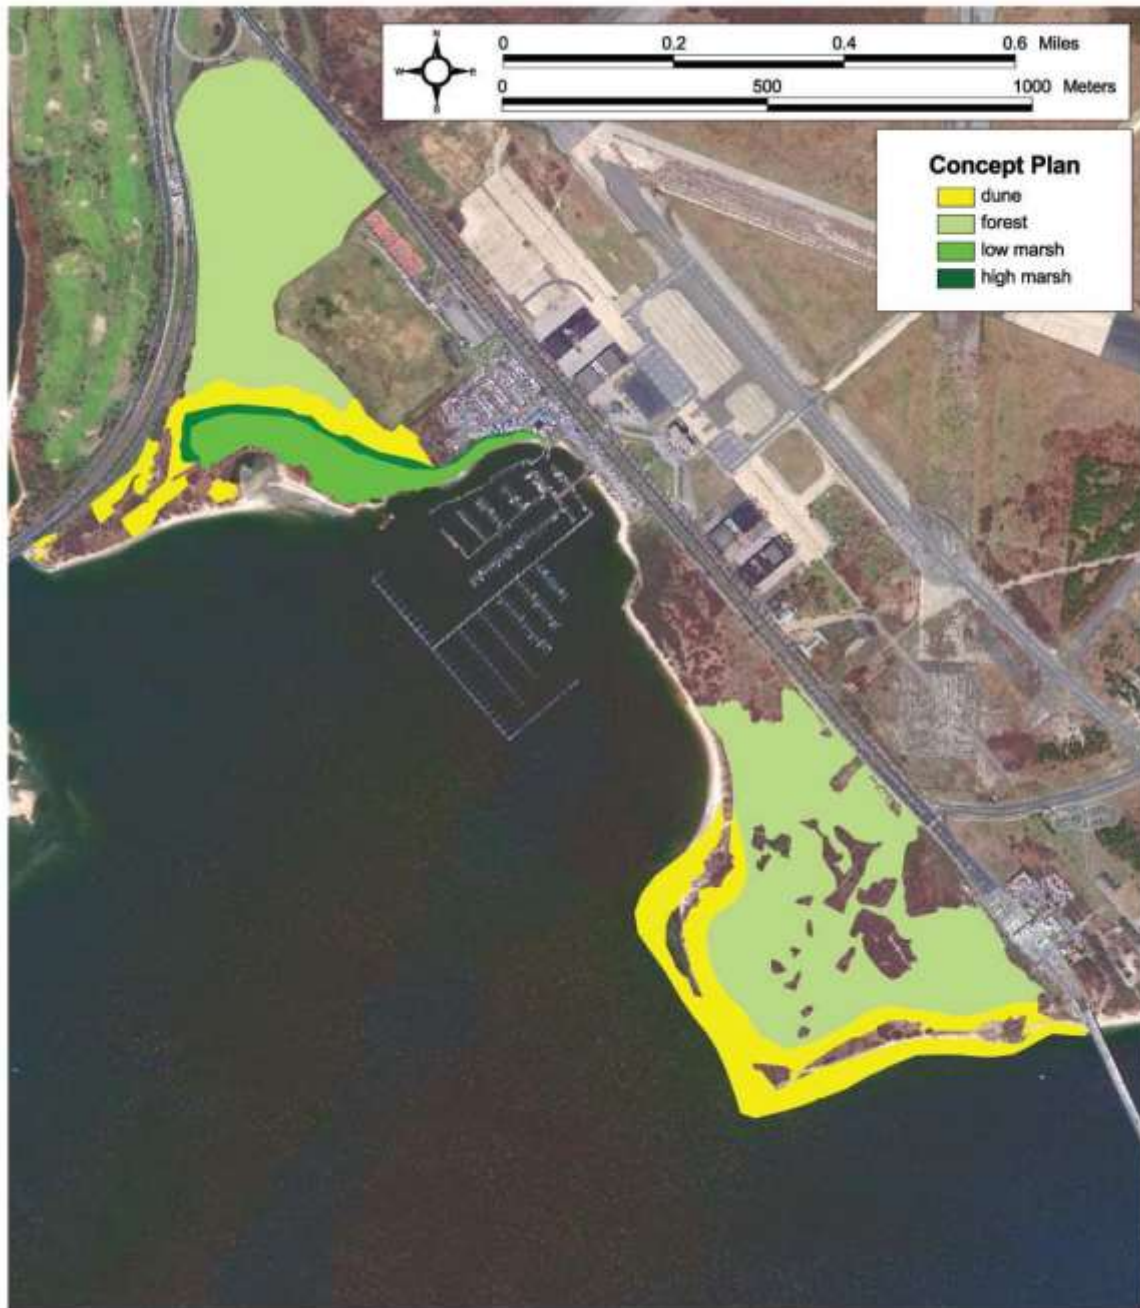 N
W E
S
0 0.2 0.4 0.6 Miles
0 500 1000 Meters
Concept Plan
dune
forest
low marsh
high marsh